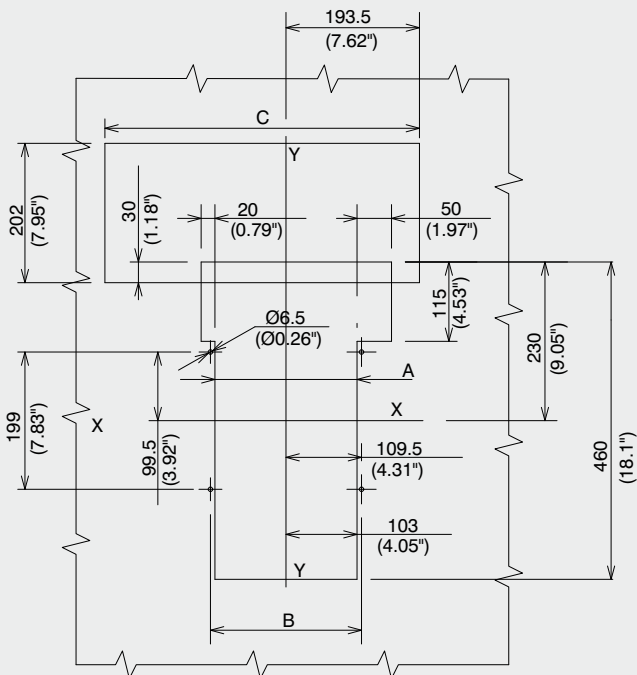 193.5
(7.62")
C
Y
202
(7.95")
30
(1.18")
20
(0.79")
50
(1.97")
115
(4.53")
230
(9.05")
Ø6.5
(Ø0.26")
A
199
(7.83")
X
X
99.5
(3.92")
109.5
(4.31")
460
(18.1")
103
(4.05")
Y
B